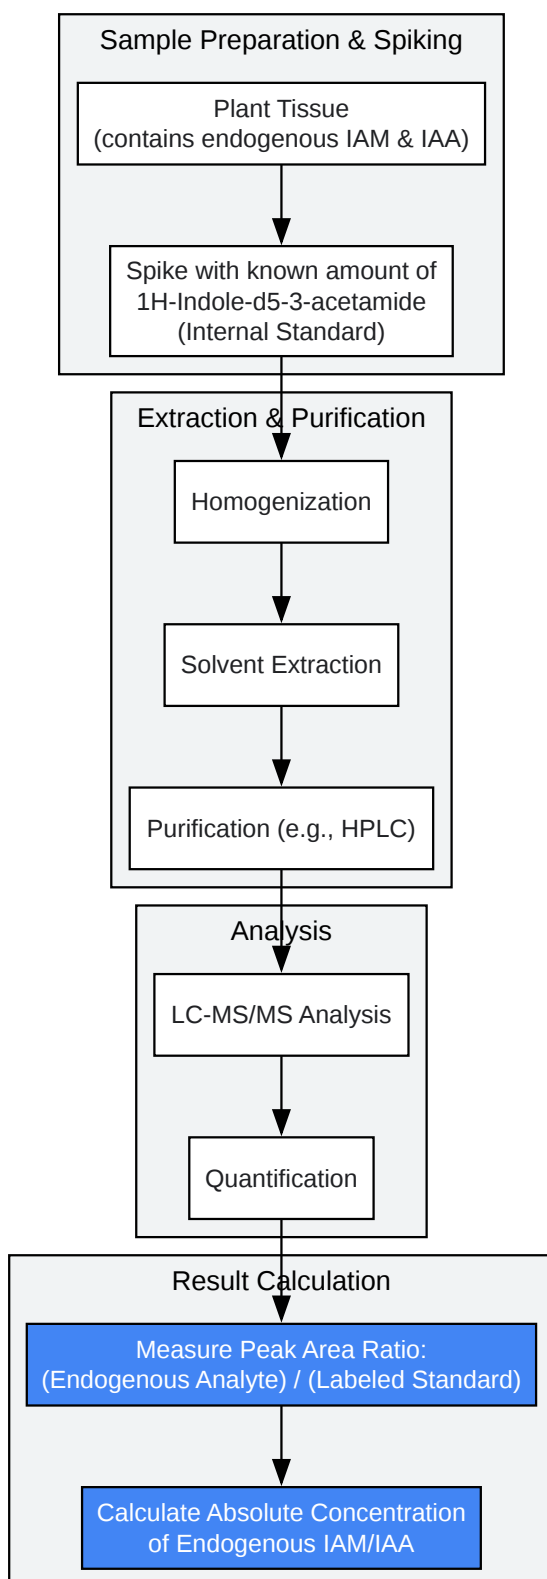 Sample Preparation & Spiking
Plant Tissue
(contains endogenous IAM & IAA)
Spike with known amount of
1H-Indole-d5-3-acetamide
(Internal Standard)
Extraction & Purification
Homogenization
Solvent Extraction
Purification (e.g., HPLC)
Analysis
LC-MS/MS Analysis
Quantification
Result Calculation
Measure Peak Area Ratio:
(Endogenous Analyte) / (Labeled Standard)
Calculate Absolute Concentration
of Endogenous IAM/IAA